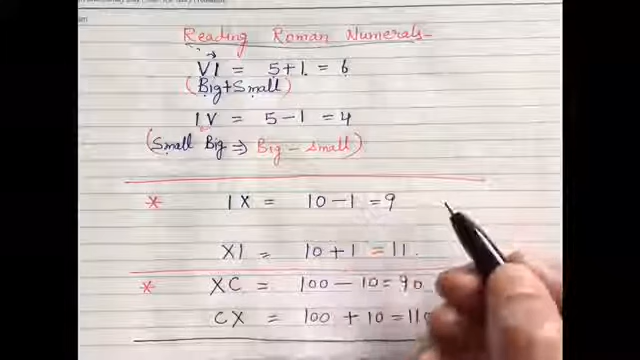 Reading Roman Numerals
VI = 5+1 = 6
(Big+Small)
IV = 5-1 = 4
(Small Big ⇒ Big - small)
* IX = 10-1 = 9
XI = 10+1 = 11.
* XC = 100 - 10 = 90
CX = 100 + 10 = 110